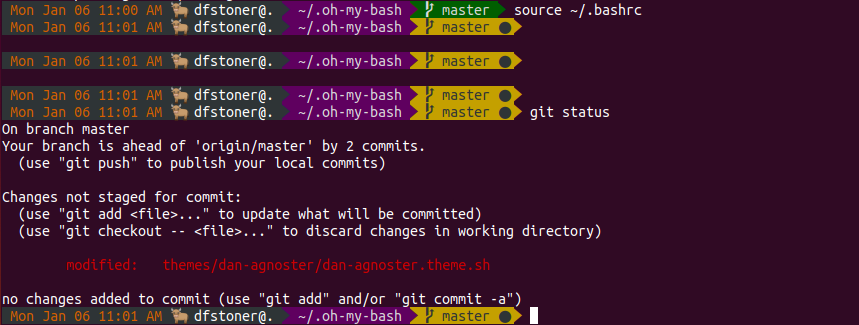 Mon Jan 06 11:00 AM 🐂 dfstoner@. ~/.oh-my-bash master source ~/.bashrc
Mon Jan 06 11:01 AM 🐂 dfstoner@. ~/.oh-my-bash master ●
Mon Jan 06 11:01 AM 🐂 dfstoner@. ~/.oh-my-bash master ●
Mon Jan 06 11:01 AM 🐂 dfstoner@. ~/.oh-my-bash master ●
Mon Jan 06 11:01 AM 🐂 dfstoner@. ~/.oh-my-bash master ● git status
On branch master
Your branch is ahead of 'origin/master' by 2 commits.
  (use "git push" to publish your local commits)

Changes not staged for commit:
  (use "git add <file>..." to update what will be committed)
  (use "git checkout -- <file>..." to discard changes in working directory)

        modified:   themes/dan-agnoster/dan-agnoster.theme.sh

no changes added to commit (use "git add" and/or "git commit -a")
Mon Jan 06 11:01 AM 🐂 dfstoner@. ~/.oh-my-bash master ●